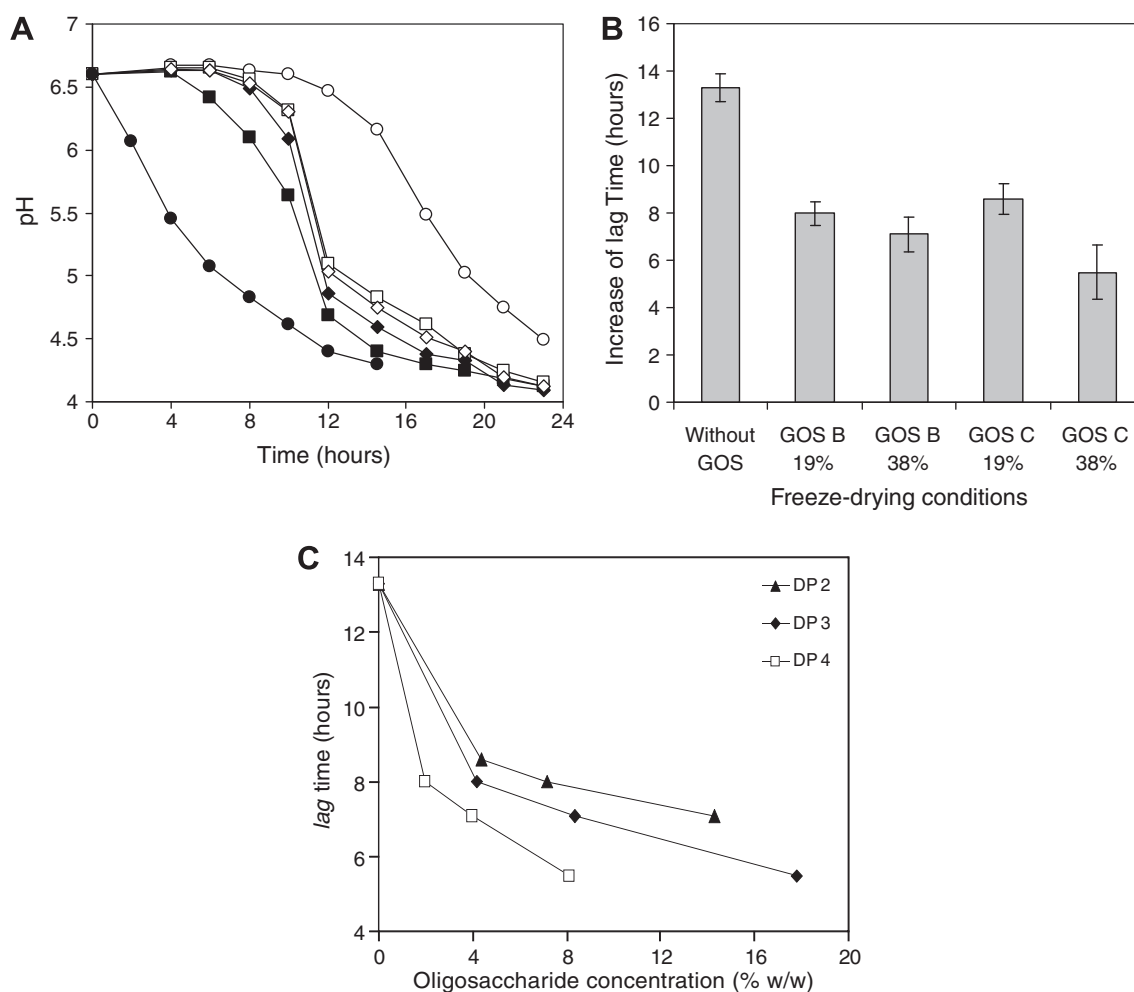 A
7
6.5
6
5.5
5
4.5
4
pH
0 4 8 12 16 20 24
Time (hours)
B
16
14
12
10
8
6
4
2
0
Increase of lag Time (hours)
Without GOS B GOS B GOS C GOS C
GOS 19% 38% 19% 38%
Freeze-drying conditions
C
14
12
10
8
6
4
lag time (hours)
DP 2
DP 3
DP 4
0 4 8 12 16 20
Oligosaccharide concentration (% w/w)